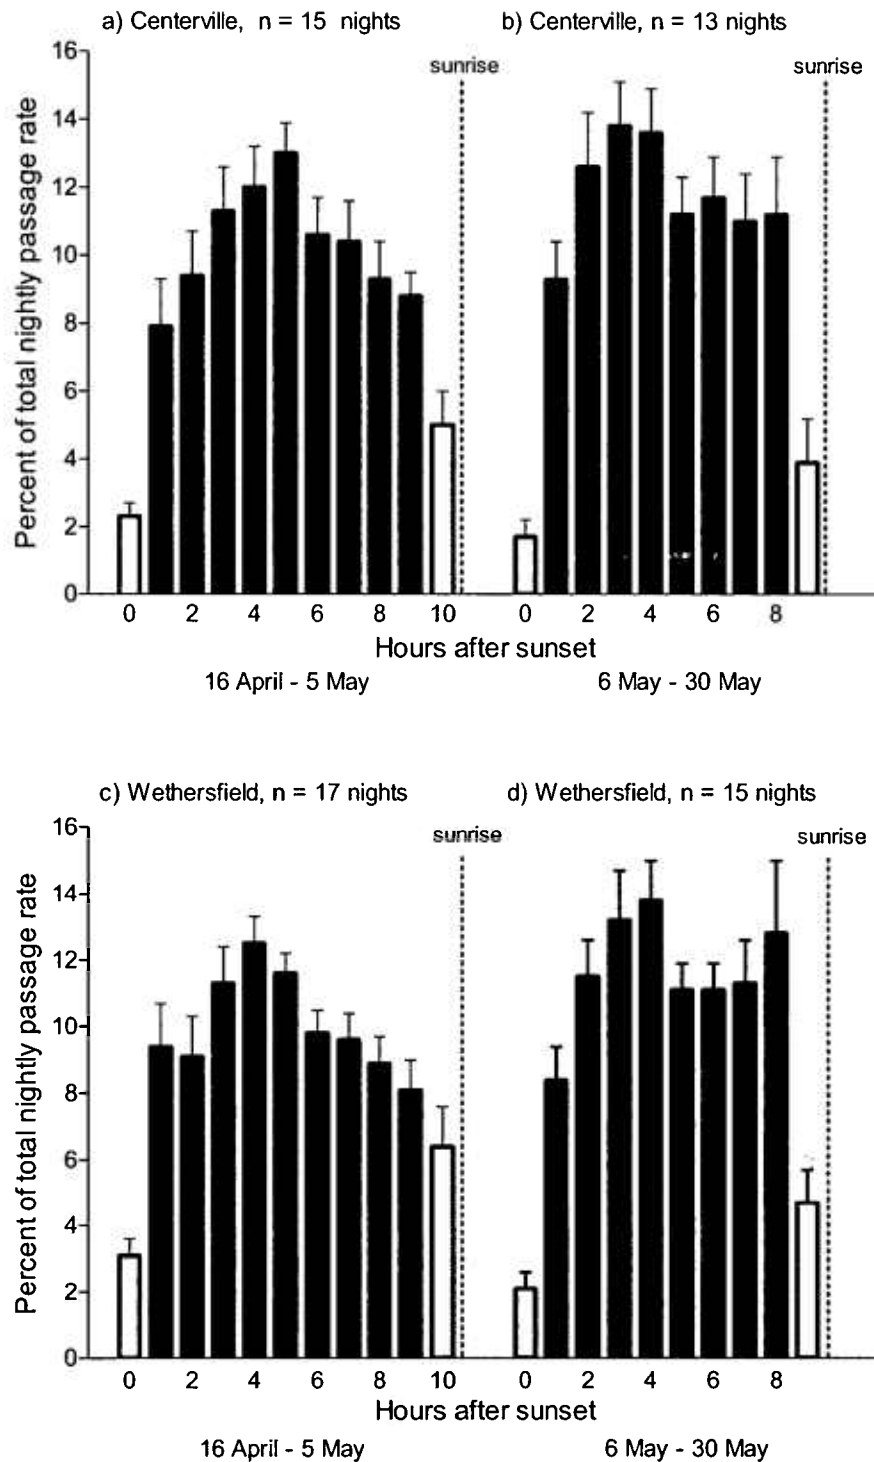 a) Centerville, n = 15 nights
b) Centerville, n = 13 nights
Percent of total nightly passage rate
16
14
12
10
8
6
4
2
0
sunrise
sunrise
0 2 4 6 8 10
0 2 4 6 8
Hours after sunset
16 April - 5 May
6 May - 30 May
c) Wethersfield, n = 17 nights
d) Wethersfield, n = 15 nights
Percent of total nightly passage rate
16
14
12
10
8
6
4
2
0
sunrise
sunrise
0 2 4 6 8 10
0 2 4 6 8
Hours after sunset
16 April - 5 May
6 May - 30 May